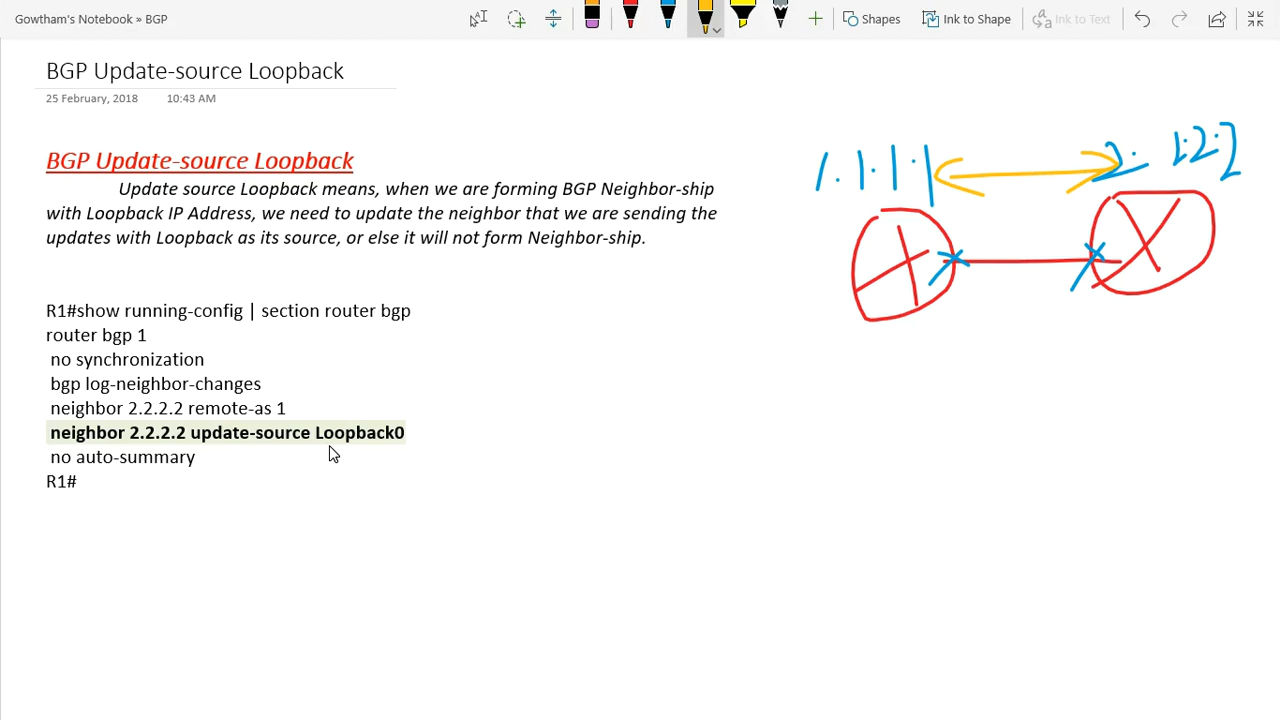 Gowtham's Notebook » BGP
Shapes
Ink to Shape
Ink to Text
BGP Update-source Loopback
25 February, 2018 10:43 AM
BGP Update-source Loopback
Update source Loopback means, when we are forming BGP Neighbor-ship
with Loopback IP Address, we need to update the neighbor that we are sending the
updates with Loopback as its source, or else it will not form Neighbor-ship.
R1#show running-config | section router bgp
router bgp 1
no synchronization
bgp log-neighbor-changes
neighbor 2.2.2.2 remote-as 1
neighbor 2.2.2.2 update-source Loopback0
no auto-summary
R1#
1.1.1.1